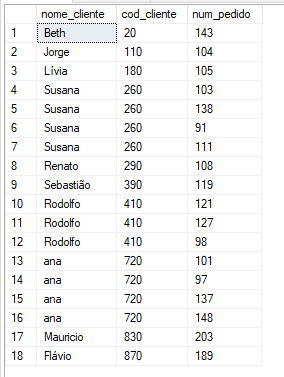 nome_cliente cod_cliente num_pedido
1 Beth 20 143
2 Jorge 110 104
3 Lívia 180 105
4 Susana 260 103
5 Susana 260 138
6 Susana 260 91
7 Susana 260 111
8 Renato 290 108
9 Sebastião 390 119
10 Rodolfo 410 121
11 Rodolfo 410 127
12 Rodolfo 410 98
13 ana 720 101
14 ana 720 97
15 ana 720 137
16 ana 720 148
17 Mauricio 830 203
18 Flávio 870 189